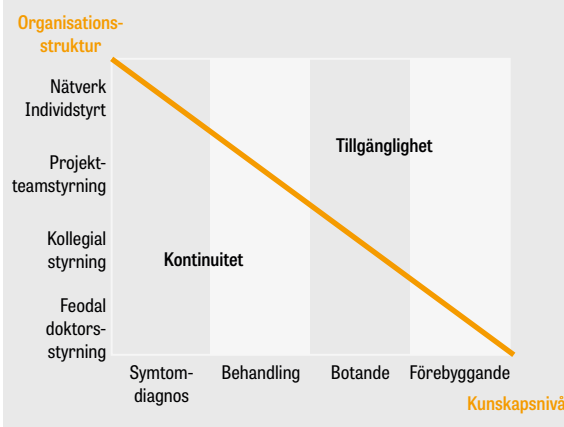 Organisations-
struktur
Nätverk
Individstyrt
Tillgänglighet
Projekt-
teamstyrning
Kollegial
styrning
Kontinuitet
Feodal
doktors-
styrning
Symtom-
diagnos
Behandling
Botande
Förebyggande
Kunskapsnivå